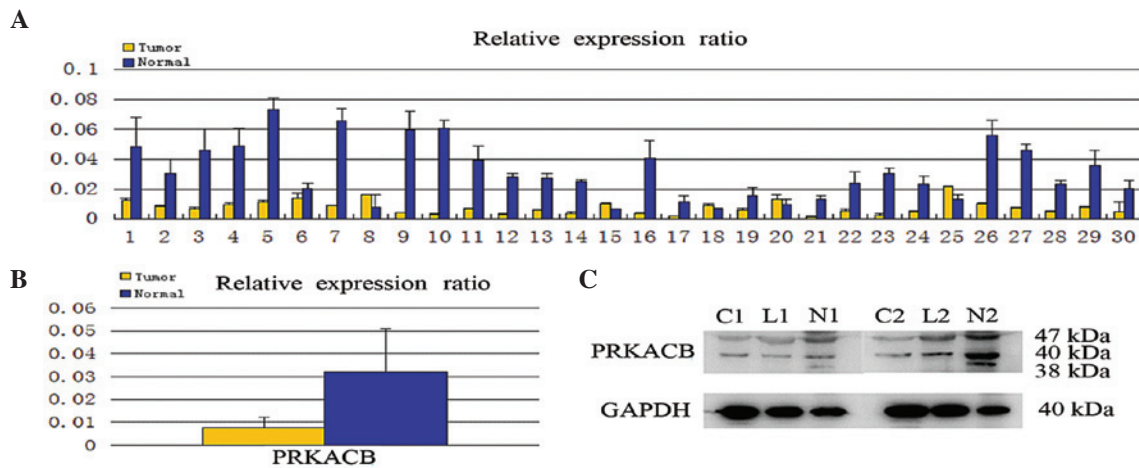 A
Relative expression ratio
Tumor
Normal
0.1
0.08
0.06
0.04
0.02
0
1 2 3 4 5 6 7 8 9 10 11 12 13 14 15 16 17 18 19 20 21 22 23 24 25 26 27 28 29 30
B
Relative expression ratio
Tumor
Normal
0.06
0.05
0.04
0.03
0.02
0.01
0
PRKACB
C
C1 L1 N1 C2 L2 N2
PRKACB
47 kDa
40 kDa
38 kDa
GAPDH
40 kDa